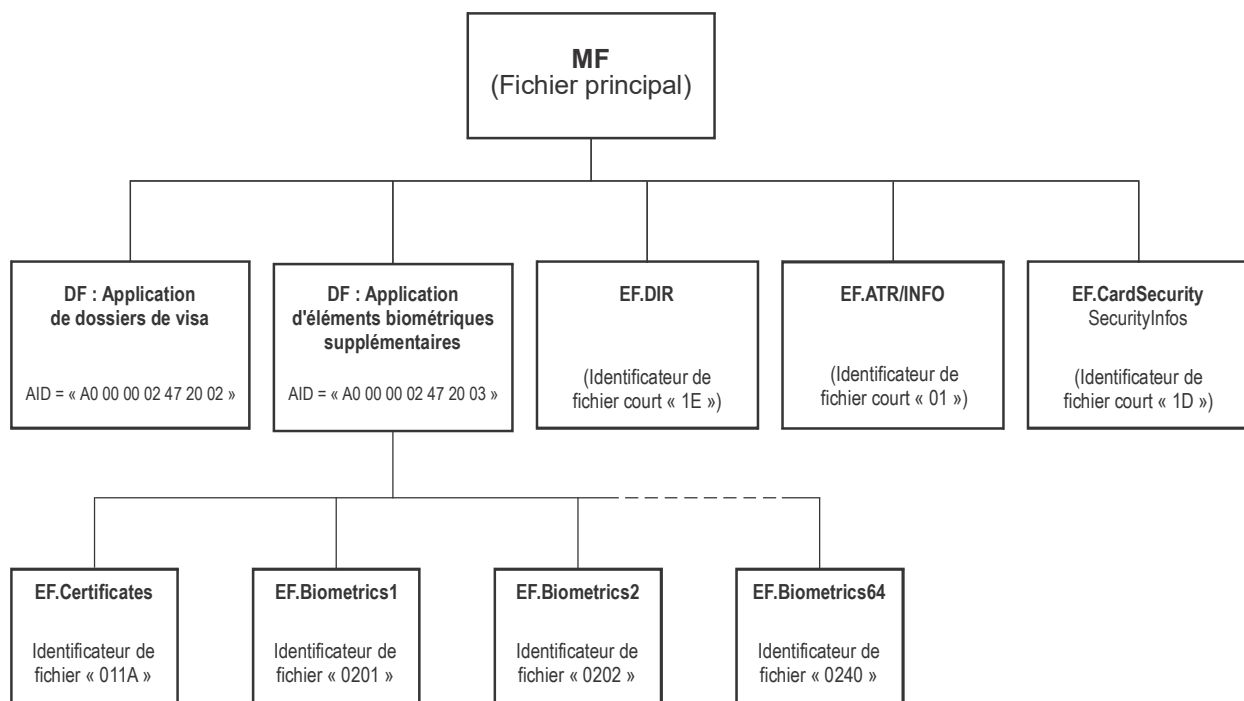 MF
(Fichier principal)
DF : Application
de dossiers de visa
AID = « A0 00 00 02 47 20 02 »
DF : Application
d'éléments biométriques
supplémentaires
AID = « A0 00 00 02 47 20 03 »
EF.DIR
(Identificateur de
fichier court « 1E »)
EF.ATR/INFO
(Identificateur de
fichier court « 01 »)
EF.CardSecurity
SecurityInfos
(Identificateur de
fichier court « 1D »)
EF.Certificates
Identificateur de
fichier « 011A »
EF.Biometrics1
Identificateur de
fichier « 0201 »
EF.Biometrics2
Identificateur de
fichier « 0202 »
EF.Biometrics64
Identificateur de
fichier « 0240 »